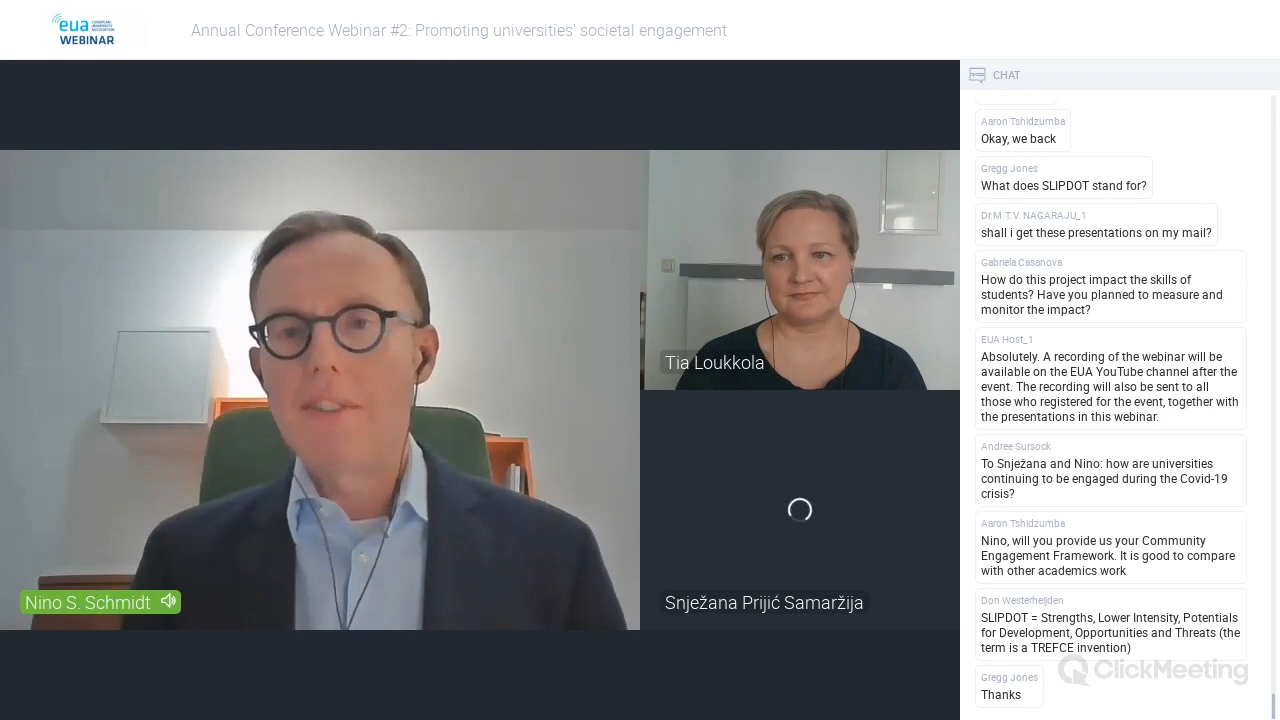 eua EUROPEAN UNIVERSITY ASSOCIATION
WEBINAR
Annual Conference Webinar #2: Promoting universities' societal engagement
CHAT
Aaron Tshidzumba
Okay, we back
Gregg Jones
What does SLIPDOT stand for?
Dr.M.T.V. NAGARAJU_1
shall i get these presentations on my mail?
Gabriela Casanova
How do this project impact the skills of
students? Have you planned to measure and
monitor the impact?
EUA Host_1
Absolutely. A recording of the webinar will be
available on the EUA YouTube channel after the
event. The recording will also be sent to all
those who registered for the event, together with
the presentations in this webinar.
Andree Sursock
To Snježana and Nino: how are universities
continuing to be engaged during the Covid-19
crisis?
Aaron Tshidzumba
Nino, will you provide us your Community
Engagement Framework. It is good to compare
with other academics work
Don Westerheijden
SLIPDOT = Strengths, Lower Intensity, Potentials
for Development, Opportunities and Threats (the
term is a TREFCE invention)
Gregg Jones
Thanks
Tia Loukkola
Nino S. Schmidt
Snježana Prijić Samaržija
ClickMeeting